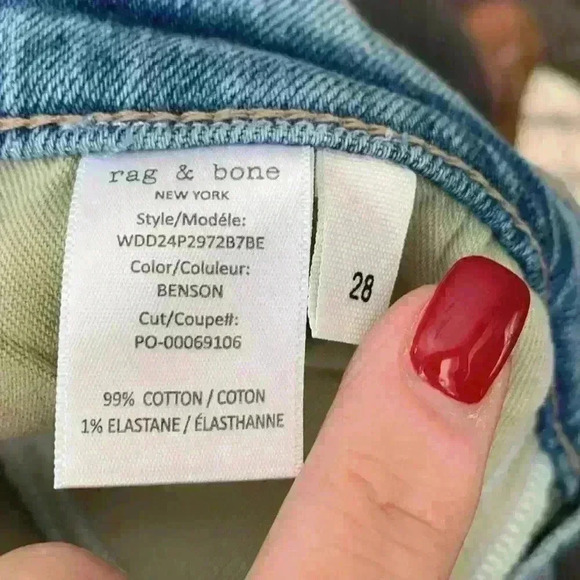 rag & bone
NEW YORK
Style/Modéle:
WDD24P2972B7BE
Color/Coluleur:
BENSON
Cut/Coupe#:
PO-00069106
99% COTTON / COTON
1% ELASTANE / ÉLASTHANNE
28